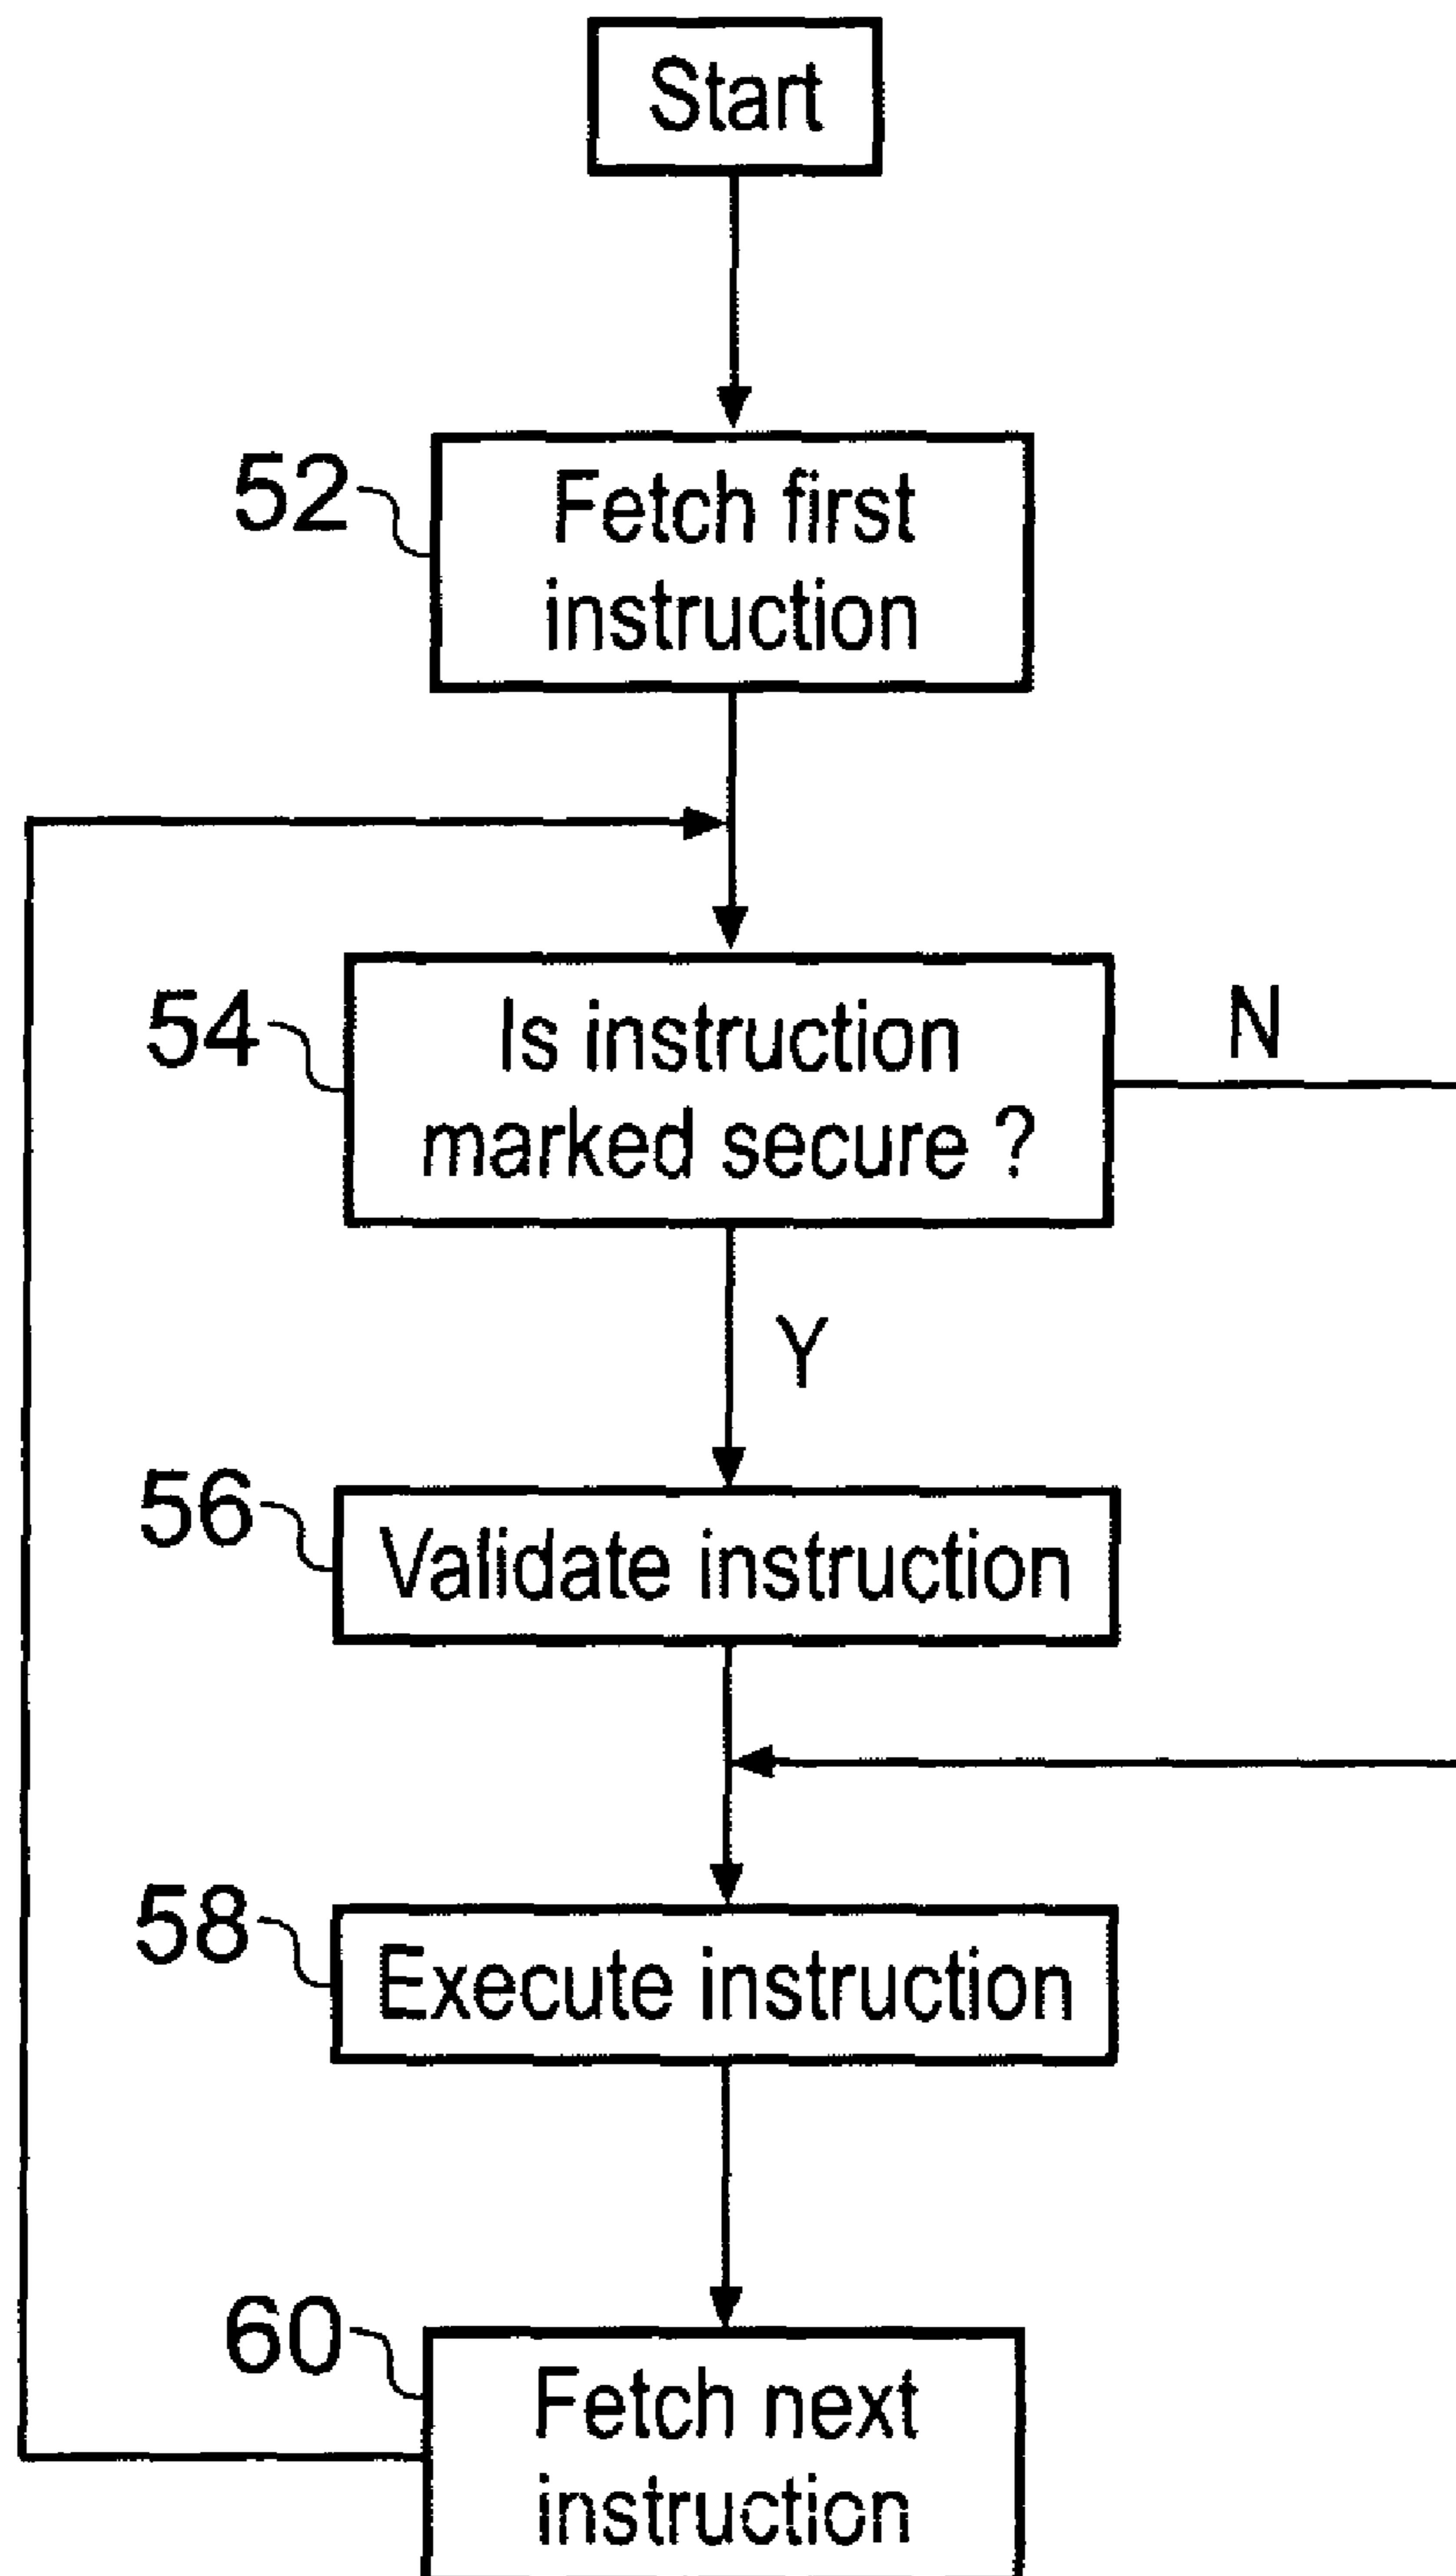 Start
52
Fetch first
instruction
54
Is instruction
marked secure ?
N
Y
56
Validate instruction
58
Execute instruction
60
Fetch next
instruction